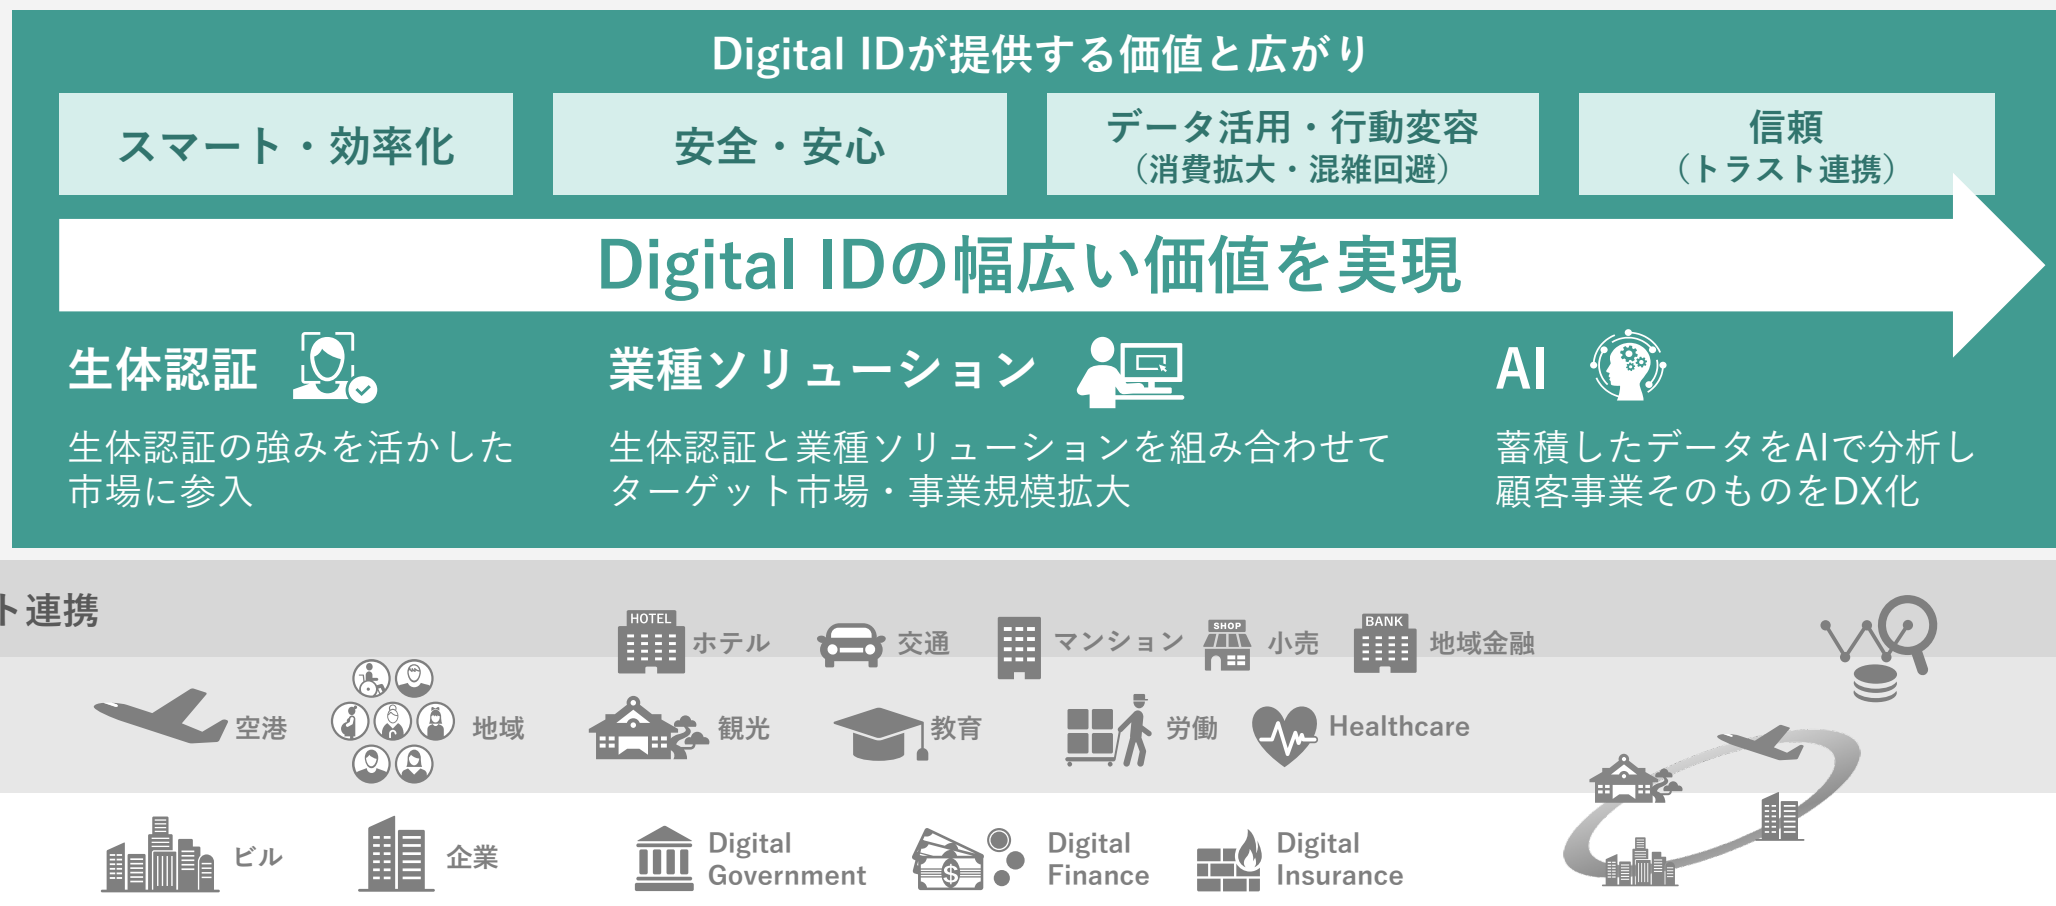 Digital IDが提供する価値と広がり
スマート・効率化
安全・安心
データ活用・行動変容
（消費拡大・混雑回避）
信頼
（トラスト連携）
Digital IDの幅広い価値を実現
生体認証
生体認証の強みを活かした
市場に参入
業種ソリューション
生体認証と業種ソリューションを組み合わせて
ターゲット市場・事業規模拡大
AI
蓄積したデータをAIで分析し
顧客事業そのものをDX化
ト連携
HOTEL
ホテル
交通
マンション
SHOP
小売
BANK
地域金融
空港
地域
観光
教育
労働
Healthcare
ビル
企業
Digital
Government
Digital
Finance
Digital
Insurance